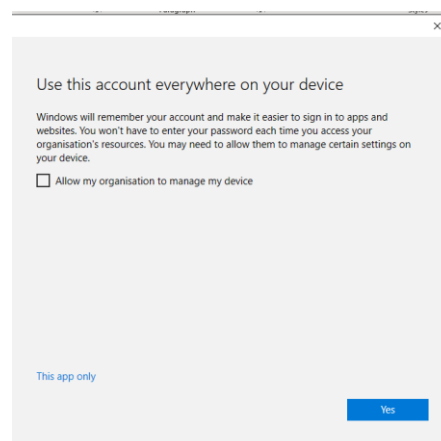 Use this account everywhere on your device
Windows will remember your account and make it easier to sign in to apps and
websites. You won't have to enter your password each time you access your
organisation's resources. You may need to allow them to manage certain settings on
your device.
Allow my organisation to manage my device
This app only
Yes